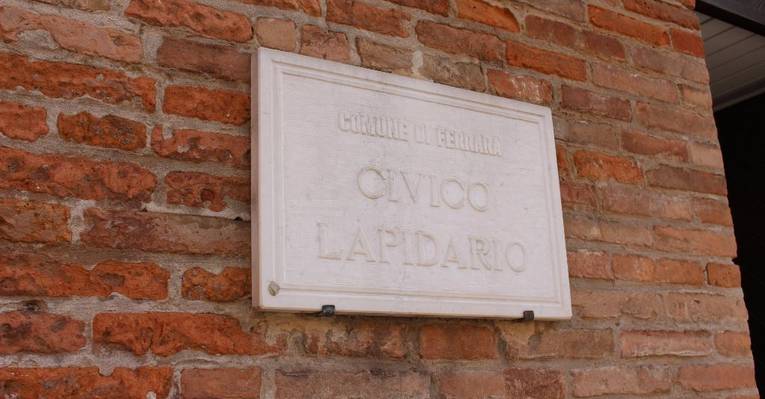 COMUNE DI FERRARA
CIVICO
LAPIDARIO